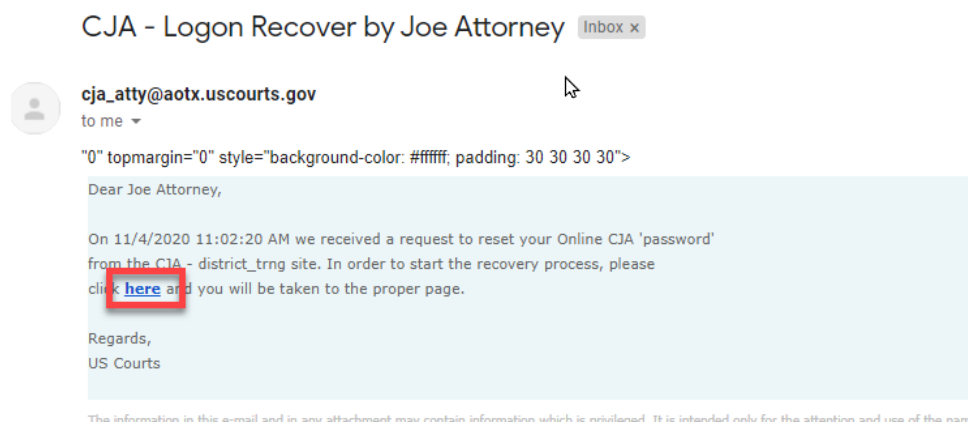 CJA - Logon Recover by Joe Attorney Inbox x
cja_atty@aotx.uscourts.gov
to me
"0" topmargin="0" style="background-color: #ffffff; padding: 30 30 30 30">
Dear Joe Attorney,
On 11/4/2020 11:02:20 AM we received a request to reset your Online CJA 'password'
from the CJA - district_trng site. In order to start the recovery process, please
click here and you will be taken to the proper page.
Regards,
US Courts
The information in this e-mail and in any attachment may contain information which is privileged. It is intended only for the attention and use of the nam